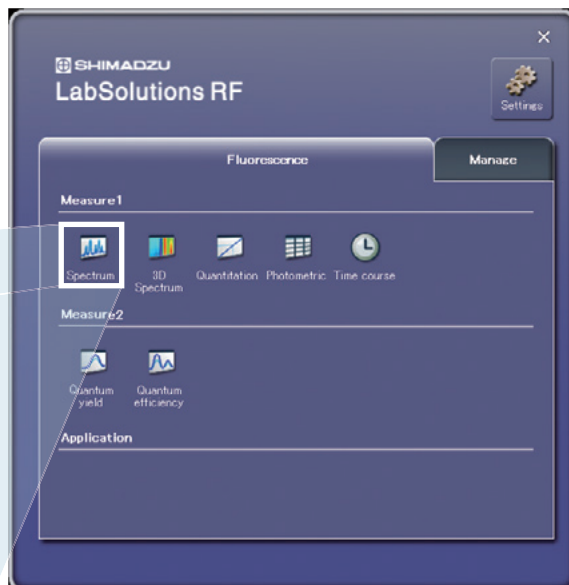 SHIMADZU
LabSolutions RF
Settings
Fluorescence
Manage
Measure1
Spectrum
3D
Spectrum
Quantitation
Photometric
Time course
Measure2
Quantum
yield
Quantum
efficiency
Application